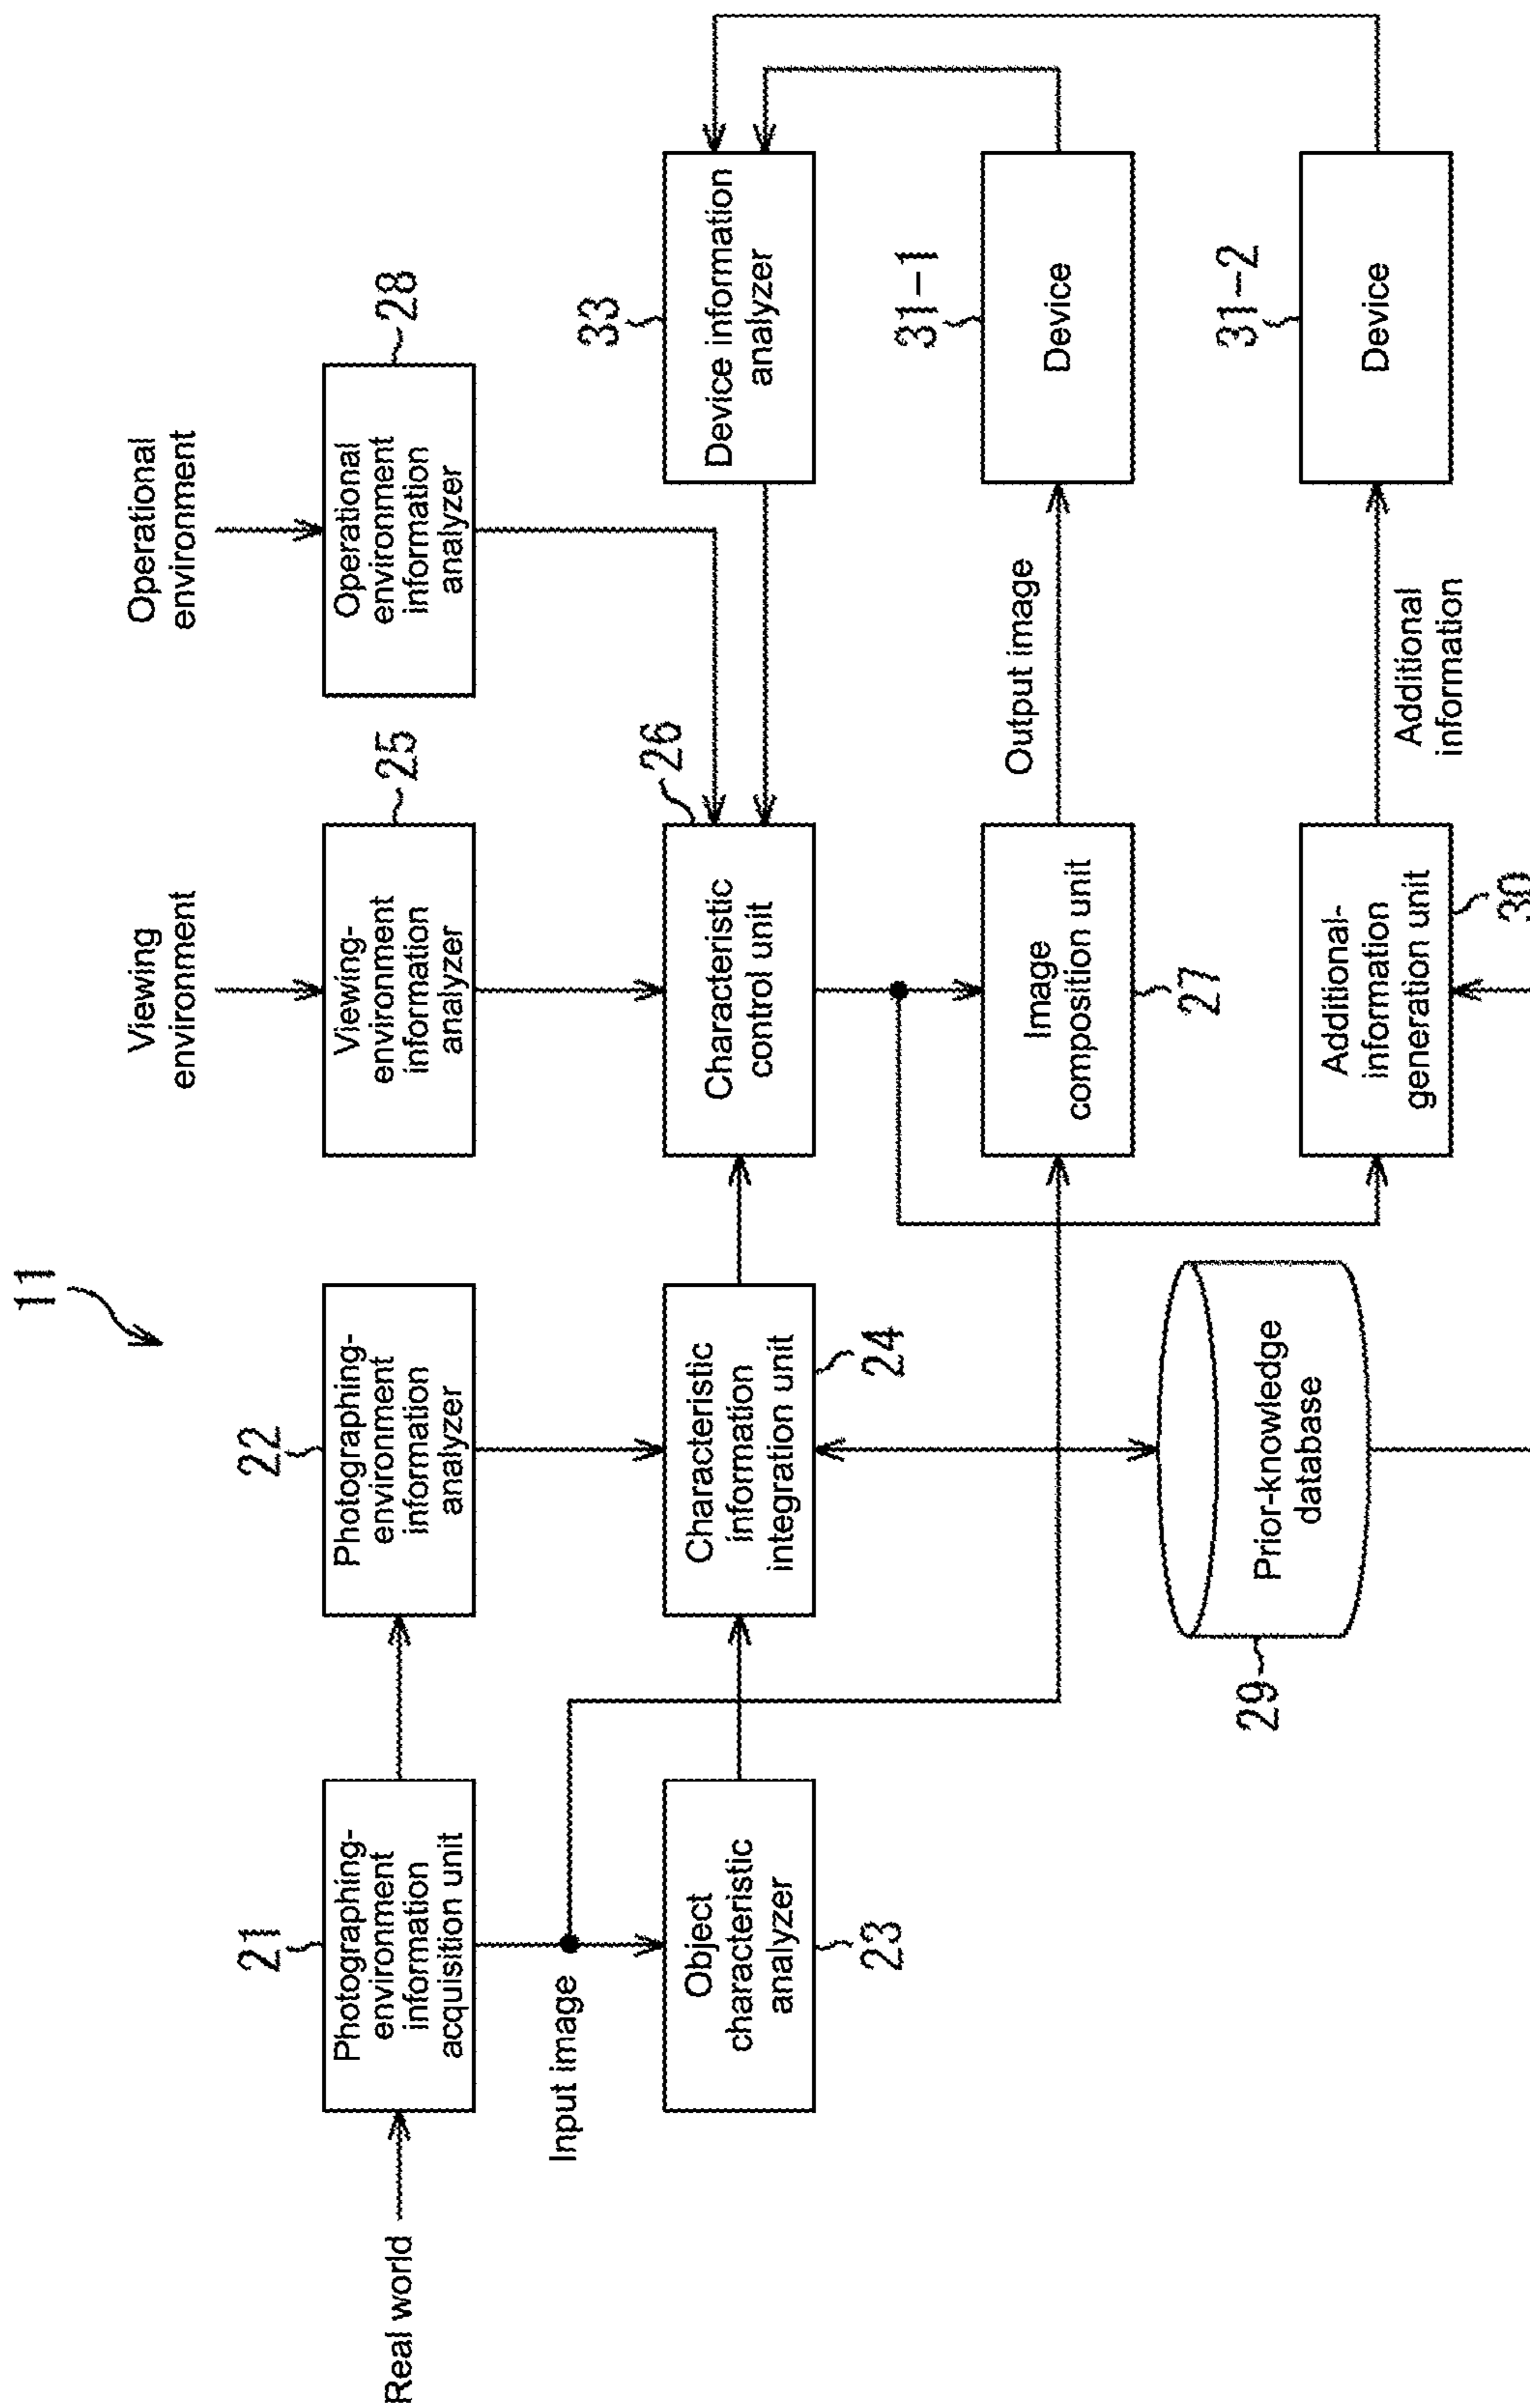 11
Real world
21
Photographing-
environment
information
acquisition unit
22
Photographing-
environment
information
analyzer
Viewing
environment
Viewing-
environment
information
analyzer
25
Operational
environment
Operational
environment
information
analyzer
28
Input image
Object
characteristic
analyzer
23
Characteristic
information
integration unit
24
Characteristic
control unit
26
Device information
analyzer
33
Image
composition unit
27
Output image
Device
31-1
Prior-knowledge
database
29
Additional-
information
generation unit
30
Additional
information
Device
31-2